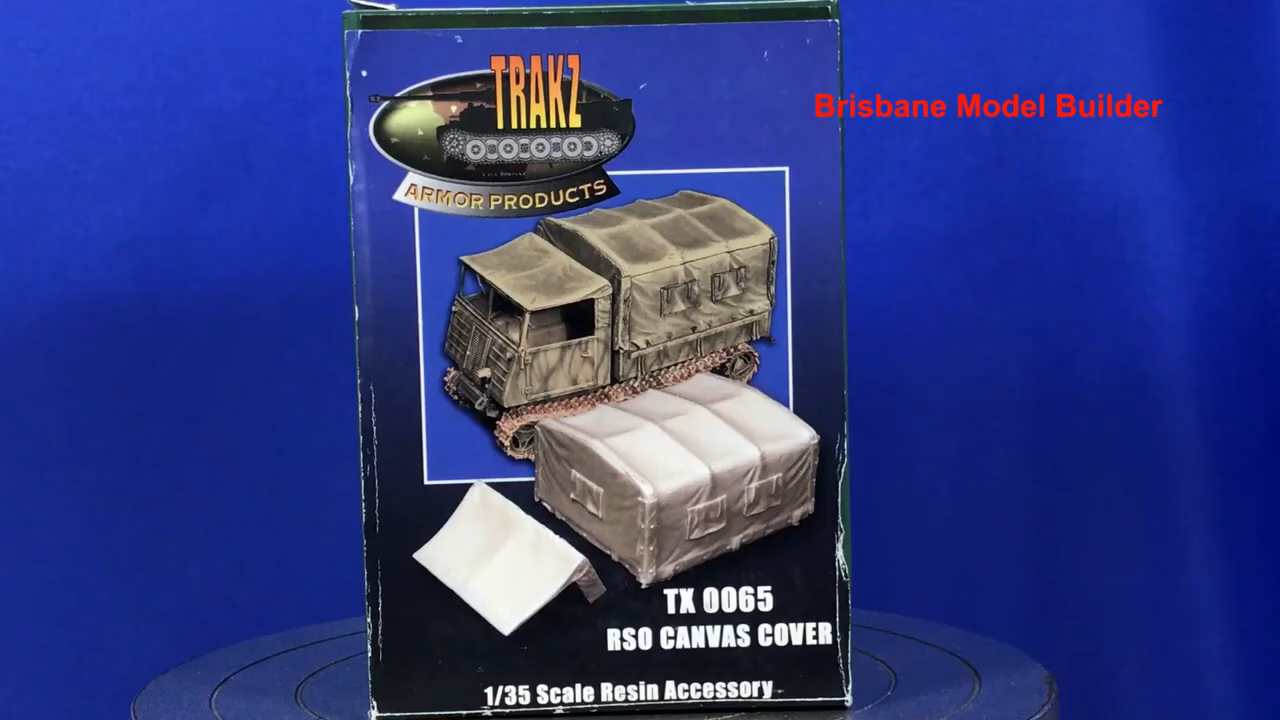 TRAKZ
ARMOR PRODUCTS
Brisbane Model Builder
TX 0065
RSO CANVAS COVER
1/35 Scale Resin Accessory